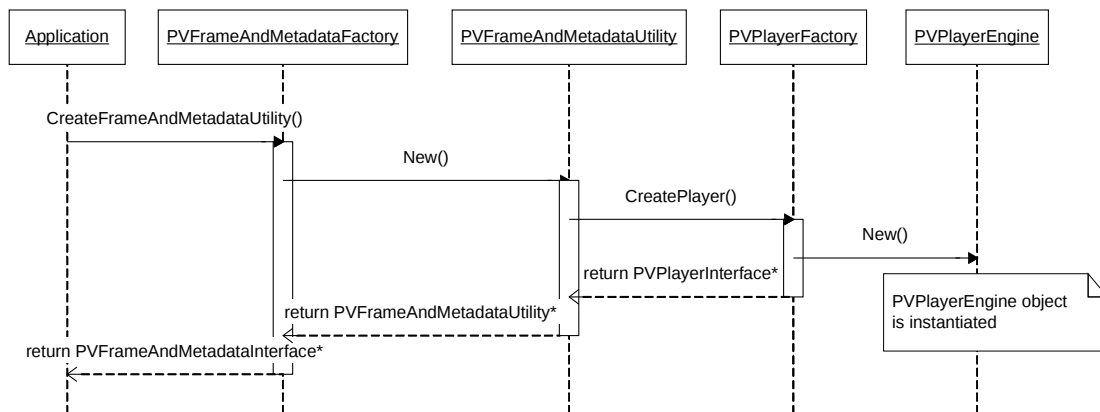 Application
PVFrameAndMetadataFactory
PVFrameAndMetadataUtility
PVPlayerFactory
PVPlayerEngine
CreateFrameAndMetadataUtility()
New()
CreatePlayer()
New()
return PVPlayerInterface*
PVPlayerEngine object
is instantiated
return PVFrameAndMetadataUtility*
return PVFrameAndMetadataInterface*